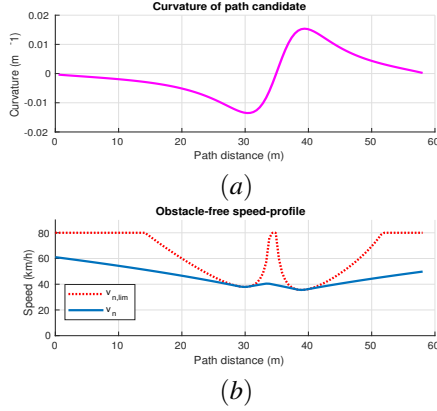 Curvature of path candidate
0.02
0.01
0
-0.01
-0.02
Curvature (m ⁻¹)
0 10 20 30 40 50 60
Path distance (m)
(a)
Obstacle-free speed-profile
80
60
40
20
0
Speed (km/h)
v n,lim
v n
0 10 20 30 40 50 60
Path distance (m)
(b)